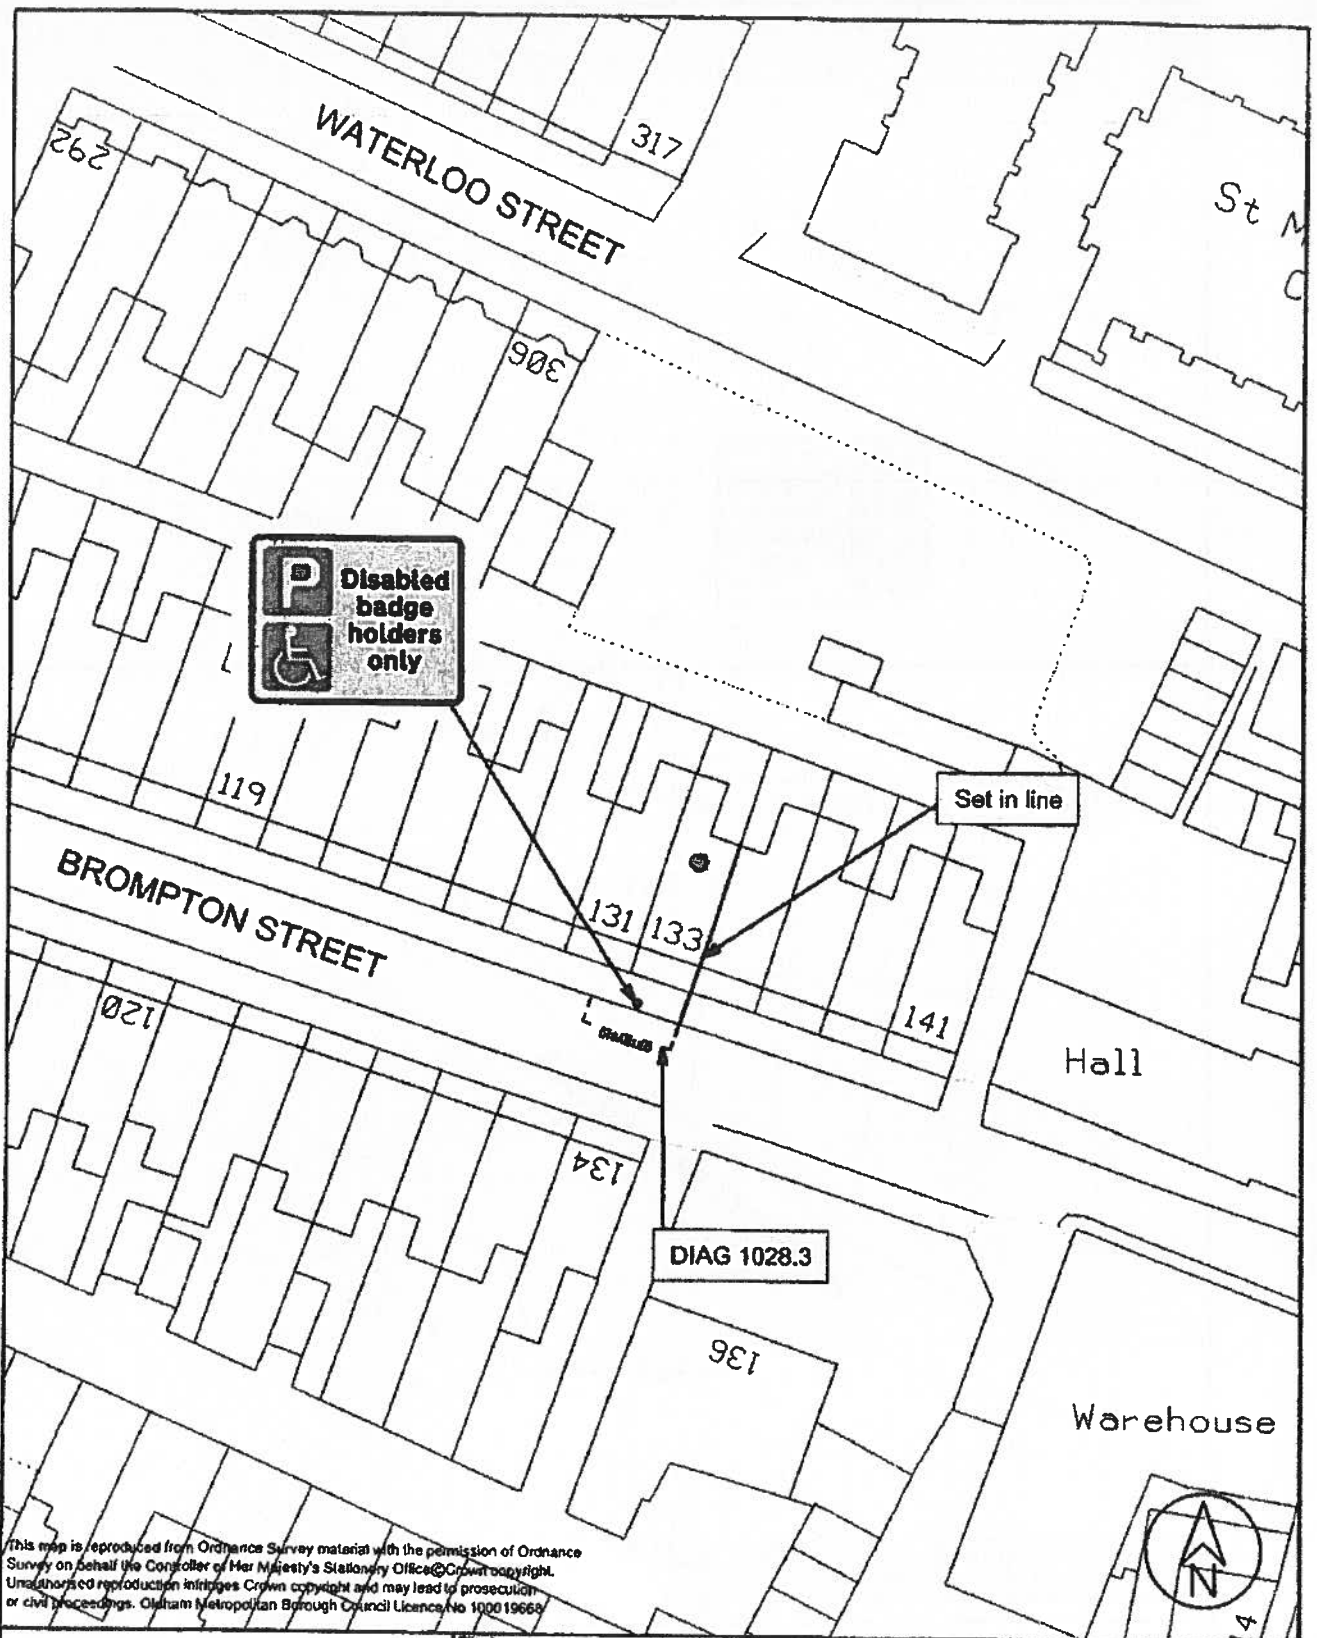 WATERLOO STREET
317
292
St M
C
306
P
Disabled
badge
holders
only
119
Set in line
BROMPTON STREET
131
133
120
141
Hall
134
DIAG 1028.3
136
Warehouse
N
This map is reproduced from Ordnance Survey material with the permission of Ordnance
Survey on behalf the Controller of Her Majesty's Stationery Office©Crown copyright.
Unauthorised reproduction infringes Crown copyright and may lead to prosecution
or civil proceedings. Oldham Metropolitan Borough Council Licence No 100019668